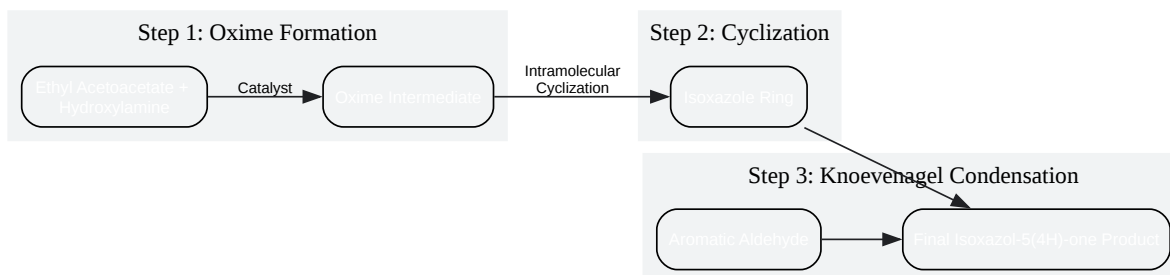 Step 1: Oxime Formation
Ethyl Acetoacetate +
Hydroxylamine
Catalyst
Oxime Intermediate
Intramolecular
Cyclization
Step 2: Cyclization
Isoxazole Ring
Step 3: Knoevenagel Condensation
Aromatic Aldehyde
Final Isoxazol-5(4H)-one Product